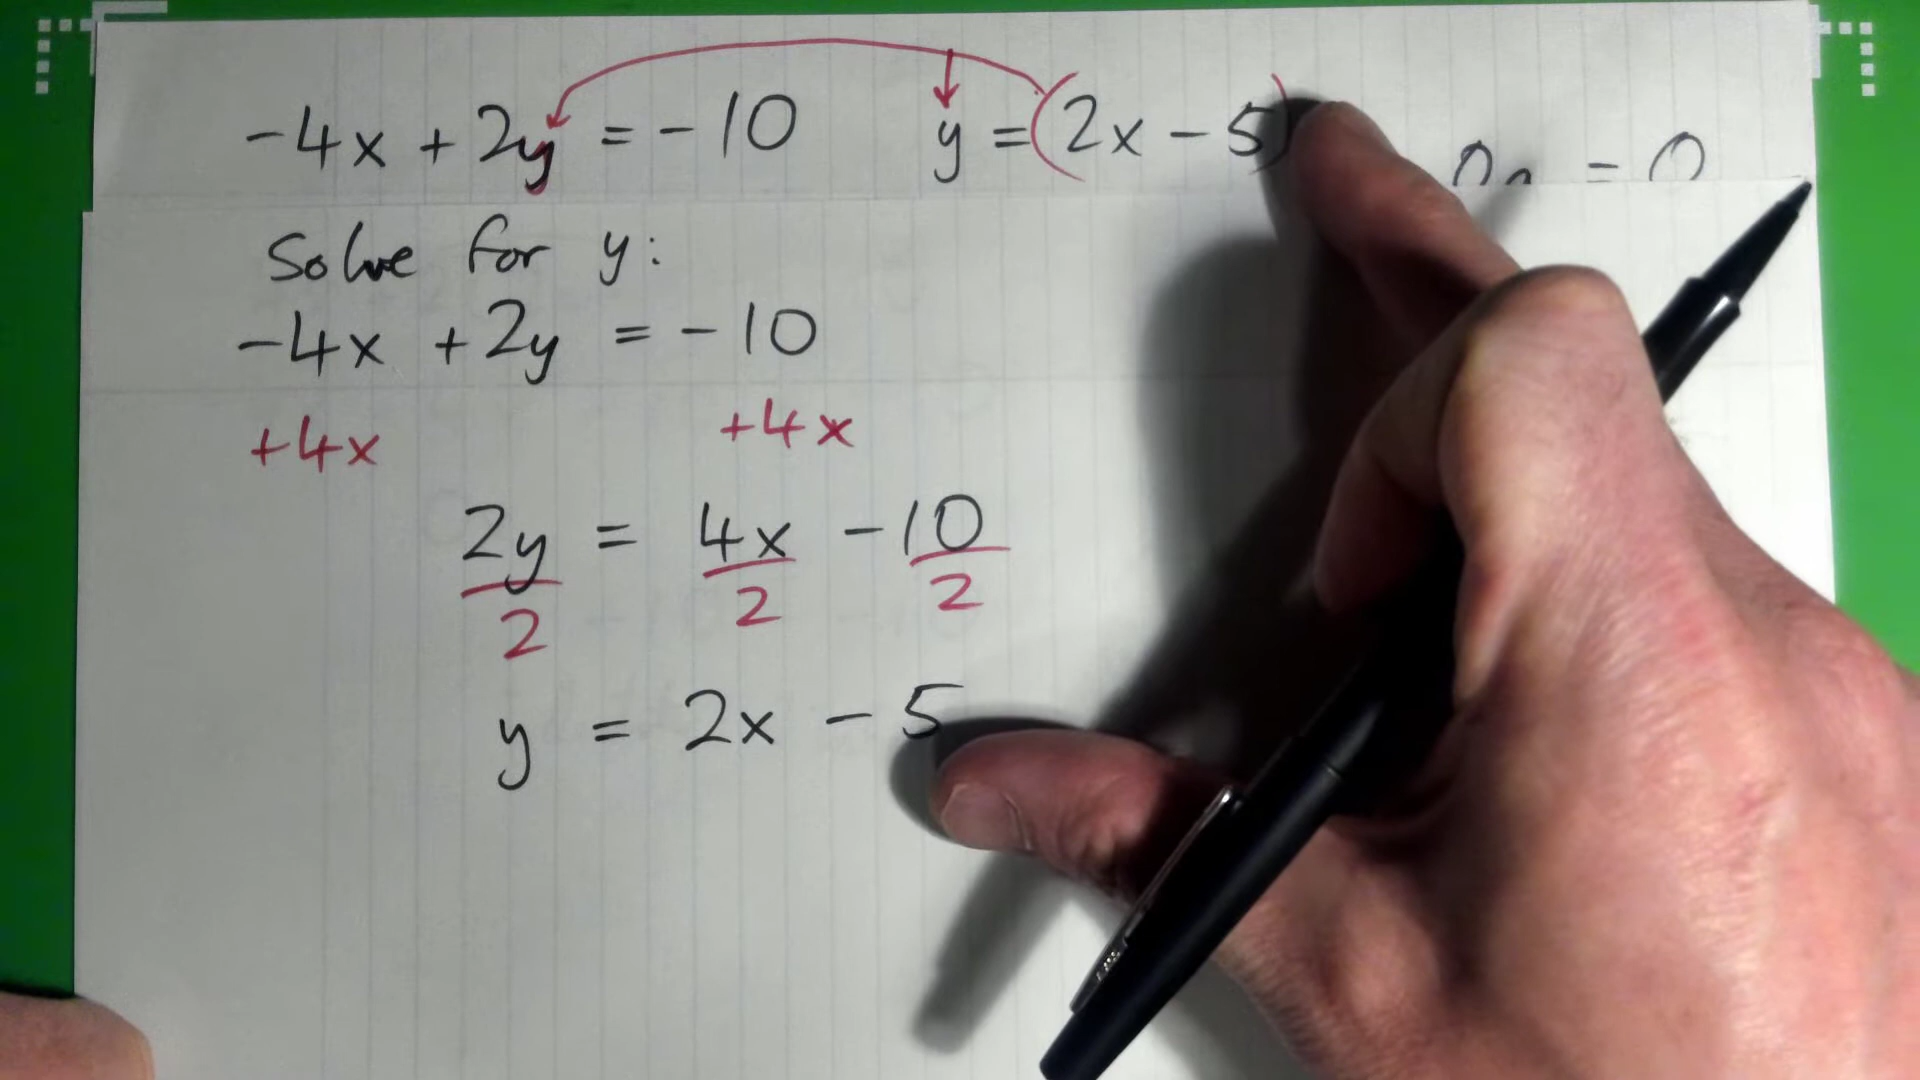 -4x + 2y = -10 y = (2x - 5) = 0
Solve for y:
-4x + 2y = -10
+4x +4x
2y = 4x - 10
2 2 2
y = 2x - 5